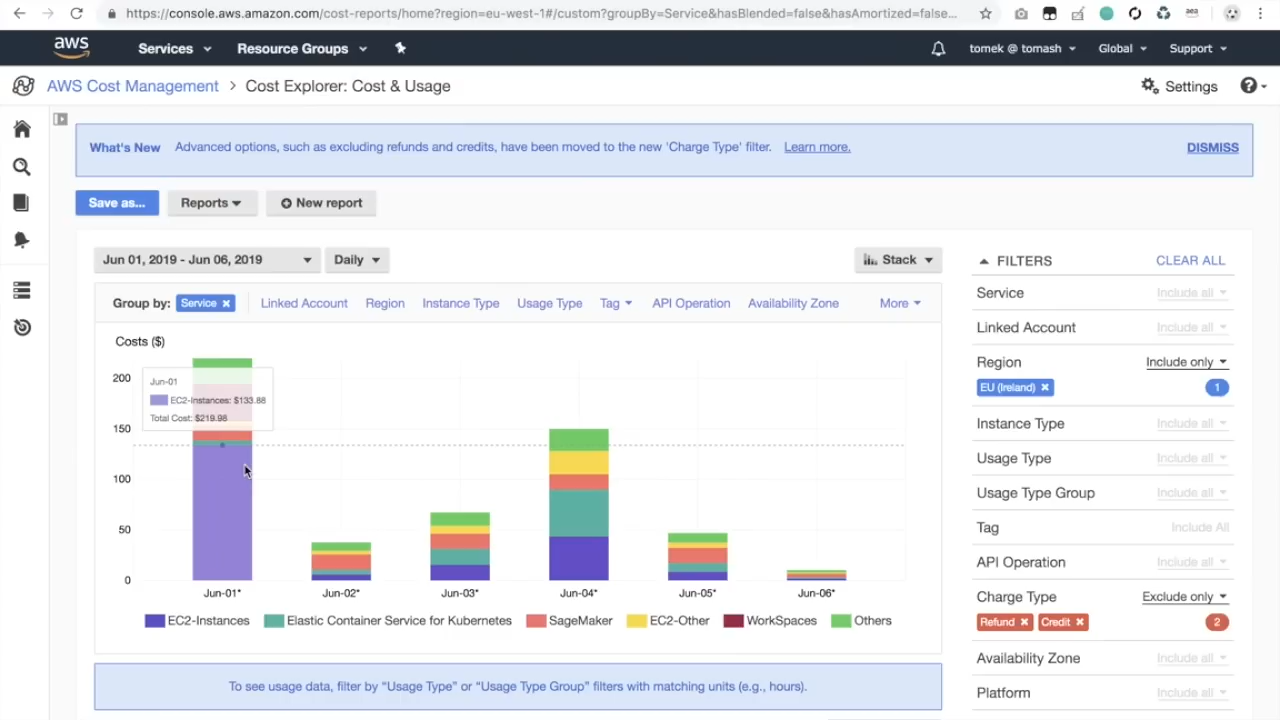 https://console.aws.amazon.com/cost-reports/home?region=eu-west-1#/custom?groupBy=Service&hasBlended=false&hasAmortized=false...
aws Services Resource Groups tomek @ tomash Global Support
AWS Cost Management > Cost Explorer: Cost & Usage Settings
What's New Advanced options, such as excluding refunds and credits, have been moved to the new 'Charge Type' filter. Learn more. DISMISS
Save as... Reports New report
Jun 01, 2019 - Jun 06, 2019 Daily Stack
Group by: Service × Linked Account Region Instance Type Usage Type Tag API Operation Availability Zone More
Costs ($)
200
150
100
50
0
Jun-01
EC2-Instances: $133.88
Total Cost: $219.98
Jun-01* Jun-02* Jun-03* Jun-04* Jun-05* Jun-06*
EC2-Instances Elastic Container Service for Kubernetes SageMaker EC2-Other WorkSpaces Others
To see usage data, filter by “Usage Type” or “Usage Type Group” filters with matching units (e.g., hours).
FILTERS CLEAR ALL
Service Include all
Linked Account Include all
Region Include only
EU (Ireland) × 1
Instance Type Include all
Usage Type Include all
Usage Type Group Include all
Tag Include All
API Operation Include all
Charge Type Exclude only
Refund × Credit × 2
Availability Zone Include all
Platform Include all